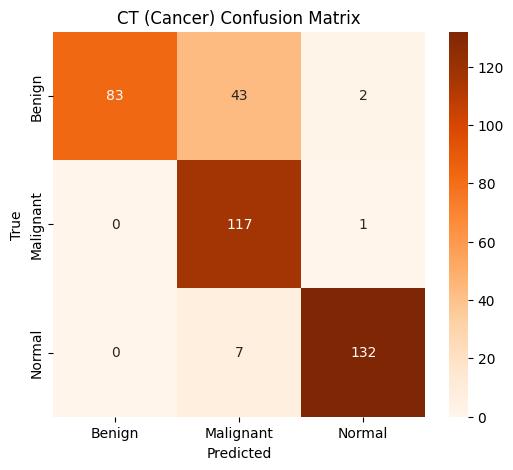 CT (Cancer) Confusion Matrix
Benign 83 43 2
Malignant 0 117 1
Normal 0 7 132
True
Benign Malignant Normal
Predicted
120
100
80
60
40
20
0